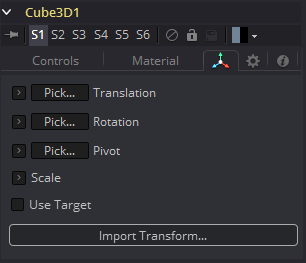 Cube3D1
S1 S2 S3 S4 S5 S6
Controls Material
Pick... Translation
Pick... Rotation
Pick... Pivot
Scale
Use Target
Import Transform...